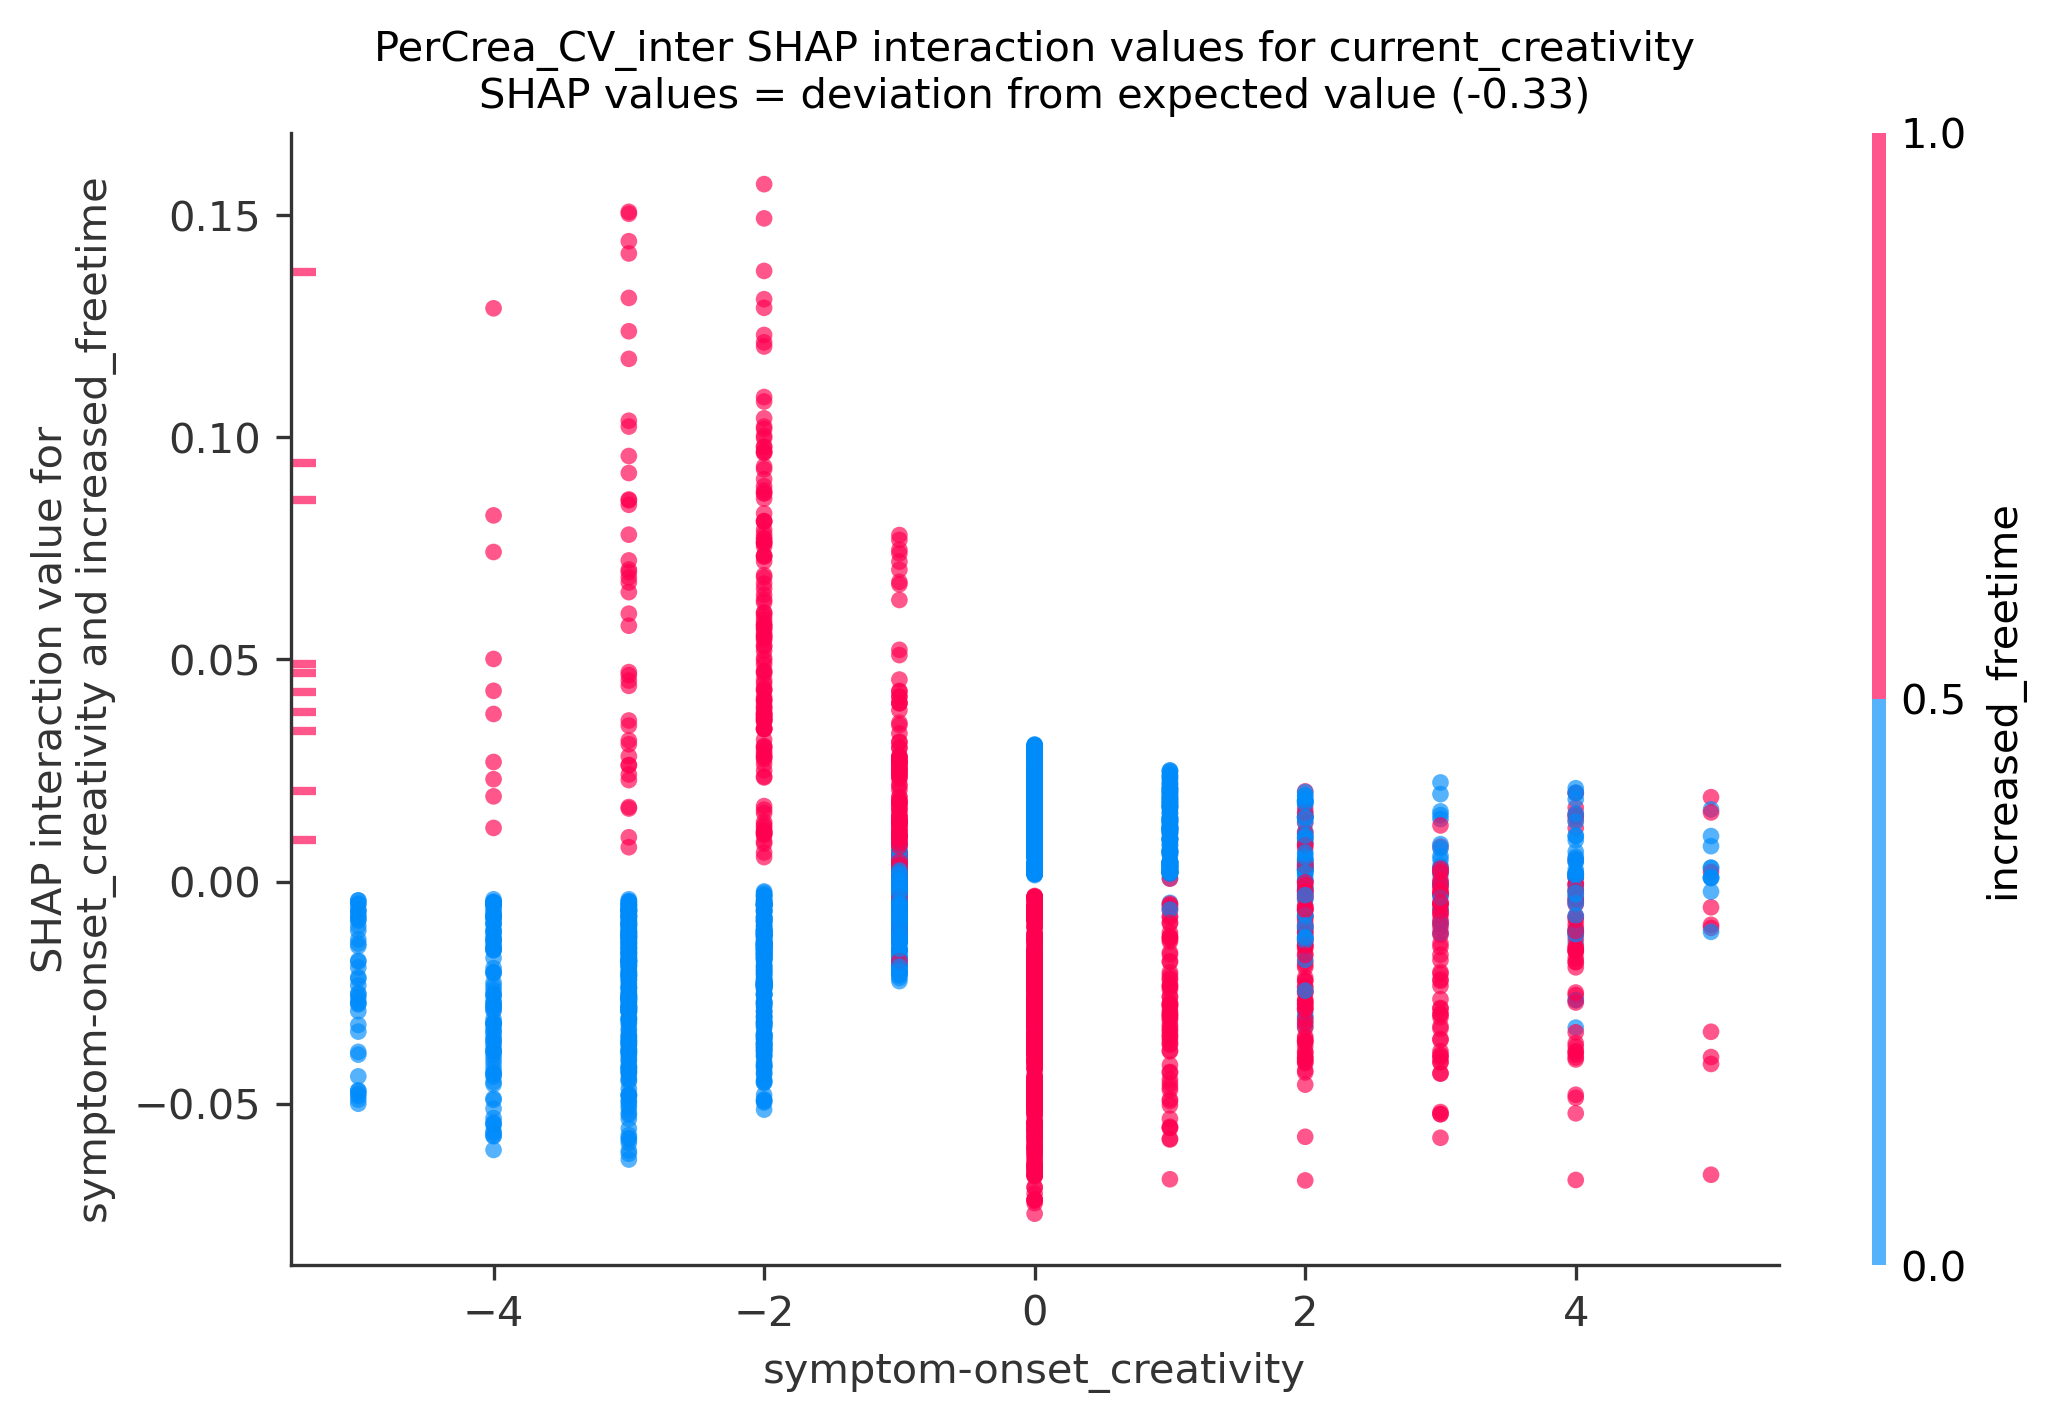 PerCrea_CV_inter SHAP interaction values for current_creativity
SHAP values = deviation from expected value (-0.33)
SHAP interaction value for
symptom-onset_creativity and increased_freetime
0.15
0.10
0.05
0.00
−0.05
−4
−2
0
2
4
symptom-onset_creativity
1.0
0.5
0.0
increased_freetime